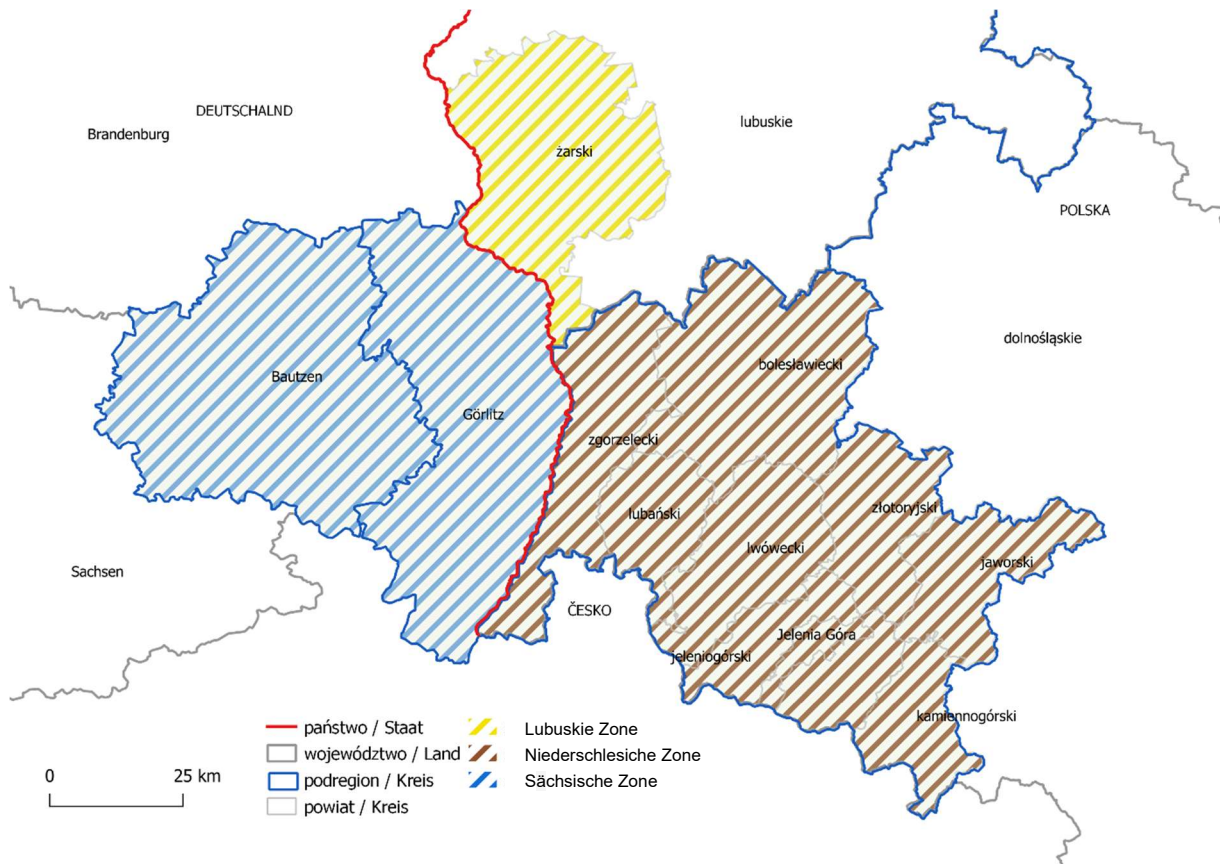 DEUTSCHALND
Brandenburg
lubuskie
żarski
POLSKA
dolnośląskie
bolesławiecki
Bautzen
Görlitz
zgorzelecki
złotoryjski
lubański
lwówecki
jaworski
Sachsen
ČESKO
Jelenia Góra
jeleniogórski
kamiennogórski
państwo / Staat
województwo / Land
podregion / Kreis
powiat / Kreis
Lubuskie Zone
Niederschlesiche Zone
Sächsische Zone
0 25 km